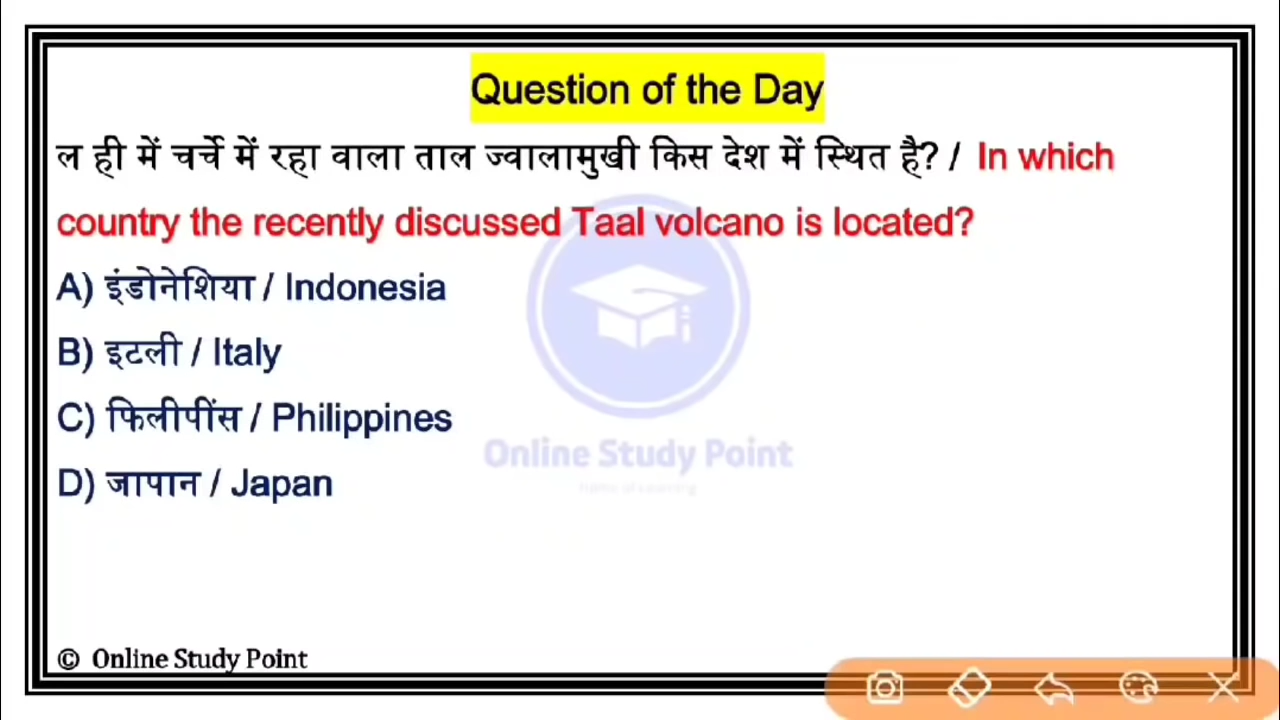 Question of the Day
ल ही में चर्चे में रहा वाला ताल ज्वालामुखी किस देश में स्थित है? / In which
country the recently discussed Taal volcano is located?
A) इंडोनेशिया / Indonesia
B) इटली / Italy
C) फिलीपींस / Philippines
D) जापान / Japan
Online Study Point
© Online Study Point